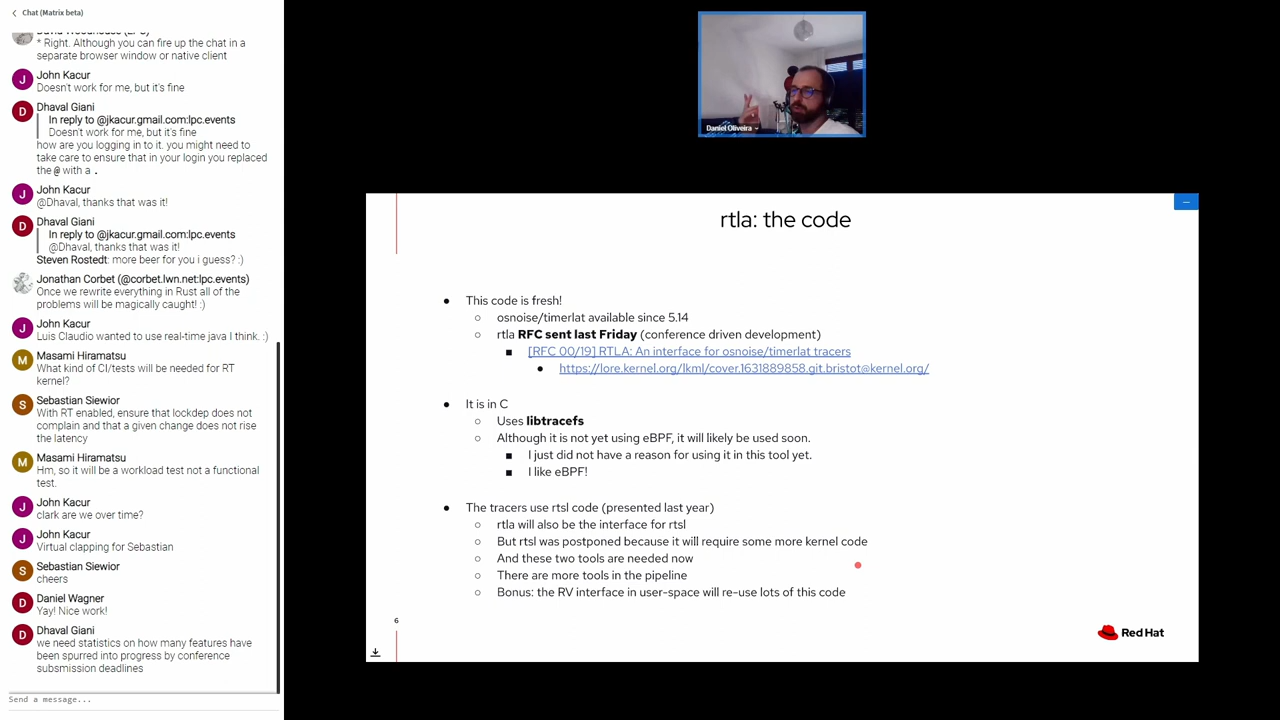 Chat (Matrix beta)
* Right. Although you can fire up the chat in a
separate browser window or native client
John Kacur
Doesn't work for me, but it's fine
Dhaval Giani
In reply to @jkacur.gmail.com:lpc.events
Doesn't work for me, but it's fine
how are you logging in to it. you might need to
take care to ensure that in your login you replaced
the @ with a .
John Kacur
@Dhaval, thanks that was it!
Dhaval Giani
In reply to @jkacur.gmail.com:lpc.events
@Dhaval, thanks that was it!
Steven Rostedt: more beer for you i guess? :)
Jonathan Corbet (@corbet.lwn.net:lpc.events)
Once we rewrite everything in Rust all of the
problems will be magically caught! :)
John Kacur
Luis Claudio wanted to use real-time java I think. :)
Masami Hiramatsu
What kind of CI/tests will be needed for RT
kernel?
Sebastian Siewior
With RT enabled, ensure that lockdep does not
complain and that a given change does not rise
the latency
Masami Hiramatsu
Hm, so it will be a workload test not a functional
test.
John Kacur
clark are we over time?
John Kacur
Virtual clapping for Sebastian
Sebastian Siewior
cheers
Daniel Wagner
Yay! Nice work!
Dhaval Giani
we need statistics on how many features have
been spurred into progress by conference
subsmission deadlines
Send a message...
Daniel Oliveira
rtla: the code
This code is fresh!
osnoise/timerlat available since 5.14
rtla RFC sent last Friday (conference driven development)
[RFC 00/19] RTLA: An interface for osnoise/timerlat tracers
https://lore.kernel.org/lkml/cover.1631889858.git.bristot@kernel.org/
It is in C
Uses libtracefs
Although it is not yet using eBPF, it will likely be used soon.
I just did not have a reason for using it in this tool yet.
I like eBPF!
The tracers use rtsl code (presented last year)
rtla will also be the interface for rtsl
But rtsl was postponed because it will require some more kernel code
And these two tools are needed now
There are more tools in the pipeline
Bonus: the RV interface in user-space will re-use lots of this code
6
Red Hat